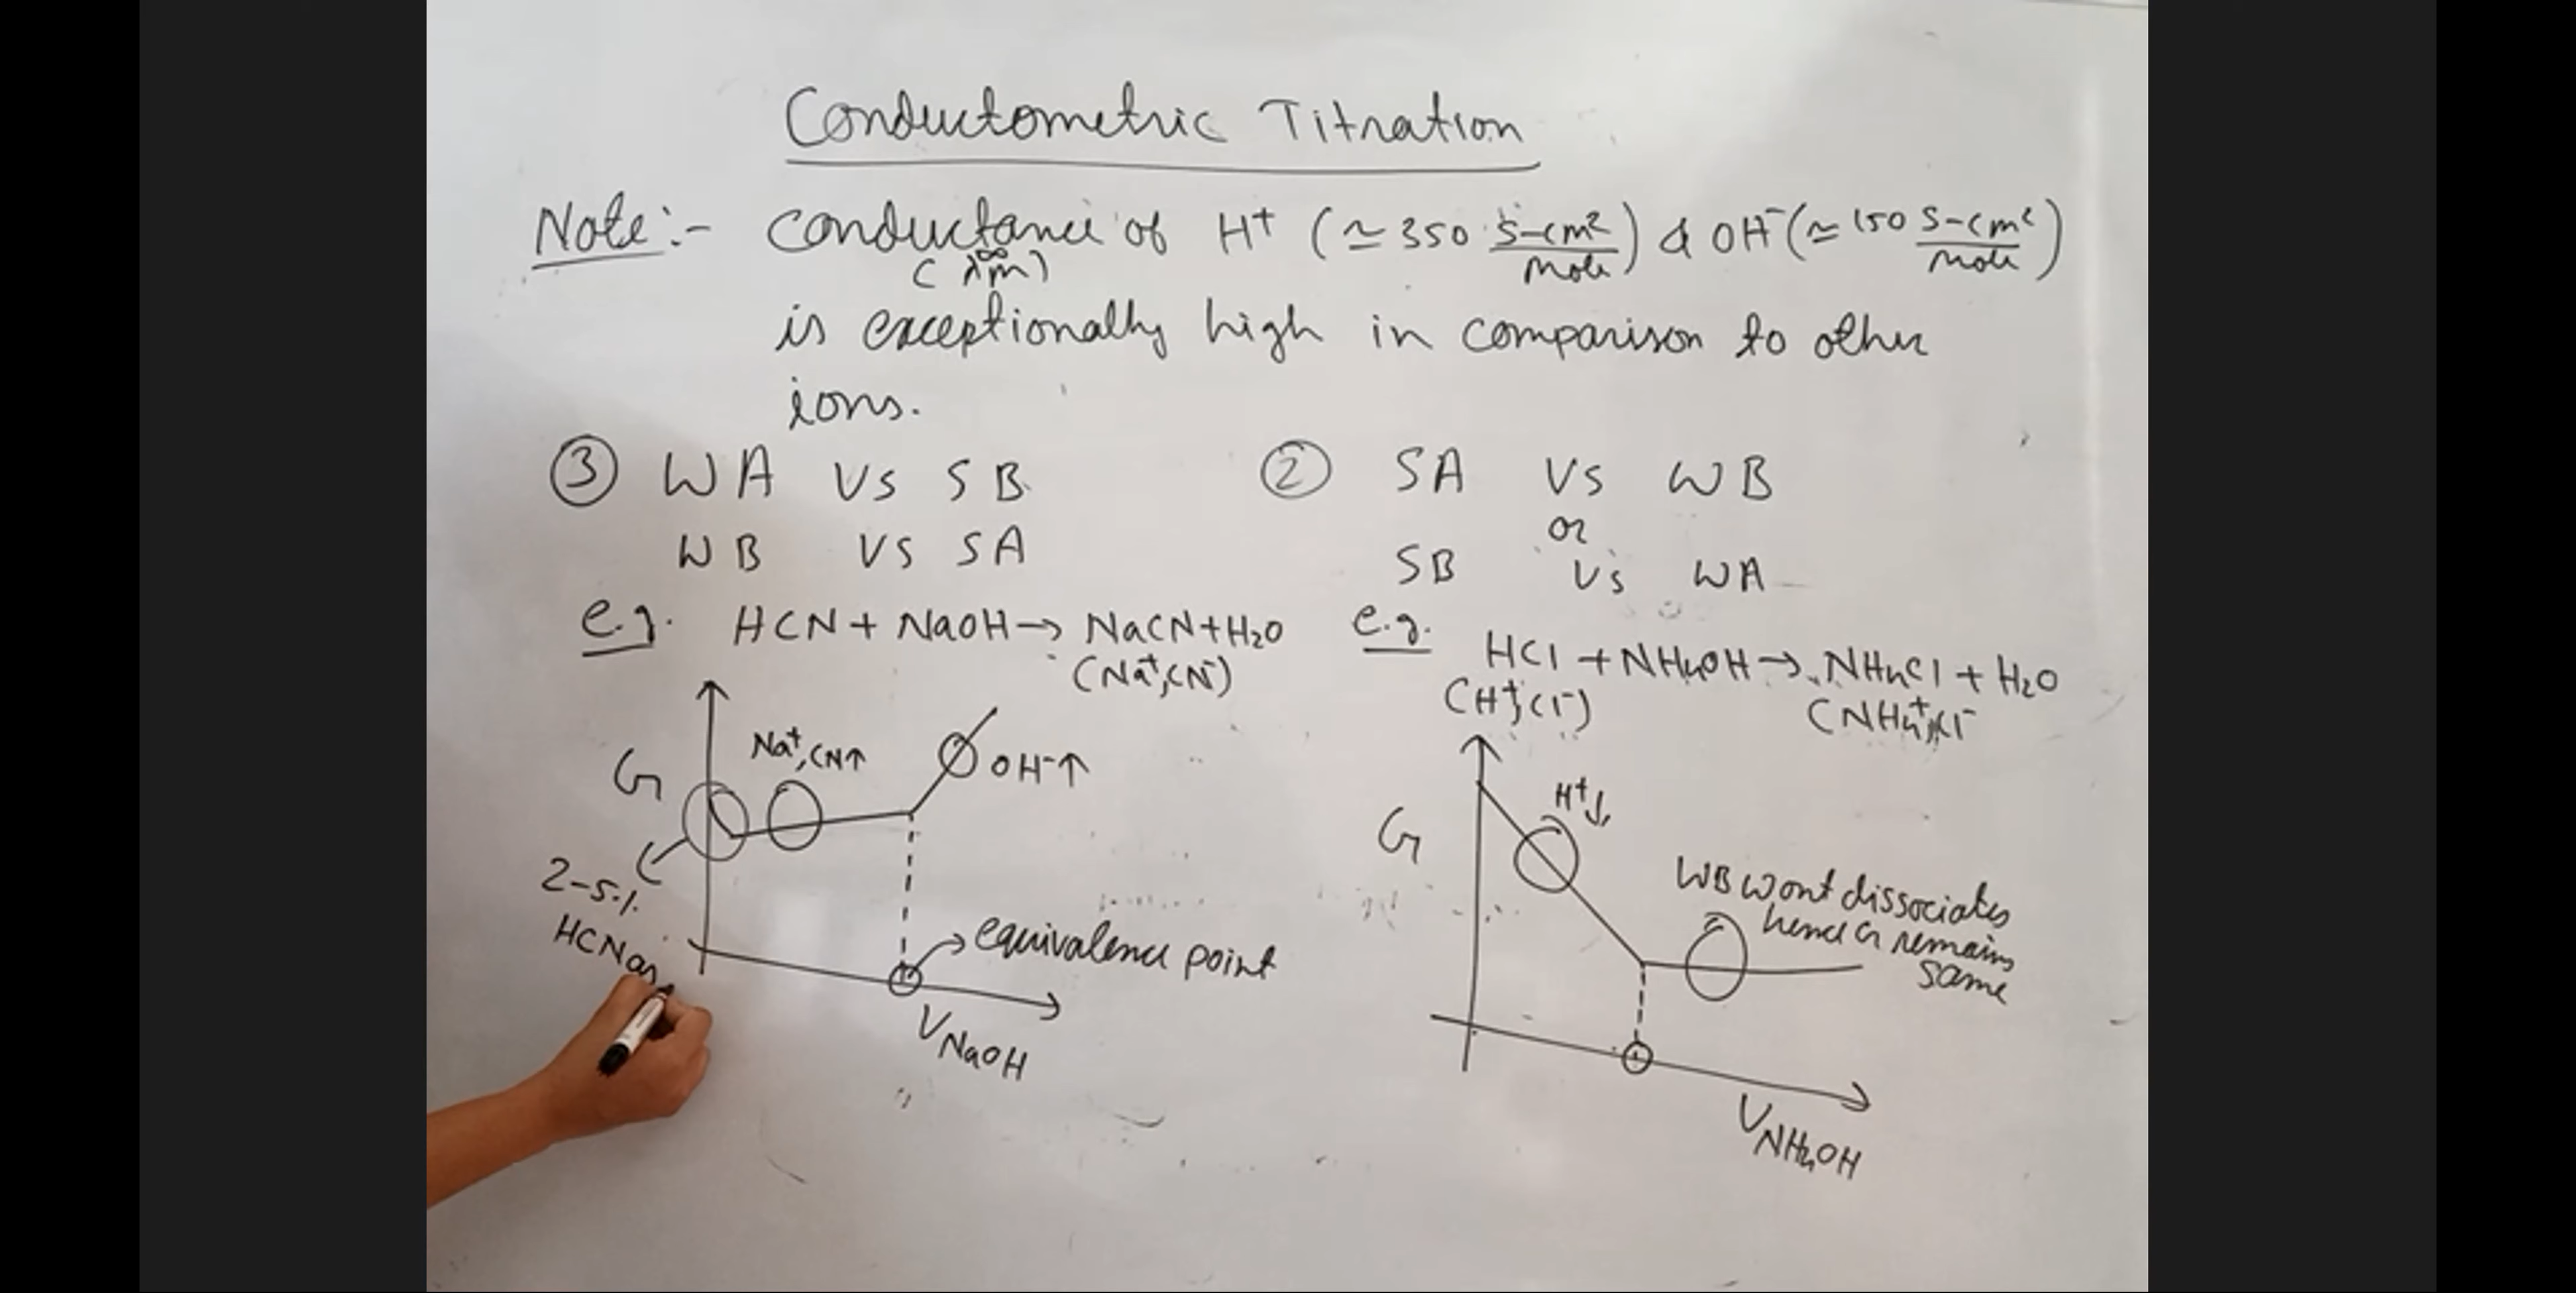 Conductometric Titration
Note:- Conductance of H⁺ (≃ 350 S-cm²/mole) & OH⁻ (≃ 150 S-cm²/mole)
(λ∞m)
is exceptionally high in comparison to other
ions.
③ WA Vs SB
WB VS SA
e.g. HCN + NaOH → NaCN + H₂O
(Na⁺, CN⁻)
G
Na⁺, CN↑
OH⁻↑
2-5%
HCN
equivalence point
V NaOH
② SA Vs WB
or
SB Vs WA
e.g.
HCl + NH₄OH → NH₄Cl + H₂O
(H⁺, Cl⁻)
(NH₄⁺, Cl⁻
G
H⁺↓,
WB wont dissociates
hence G remains
same
V NH₄OH